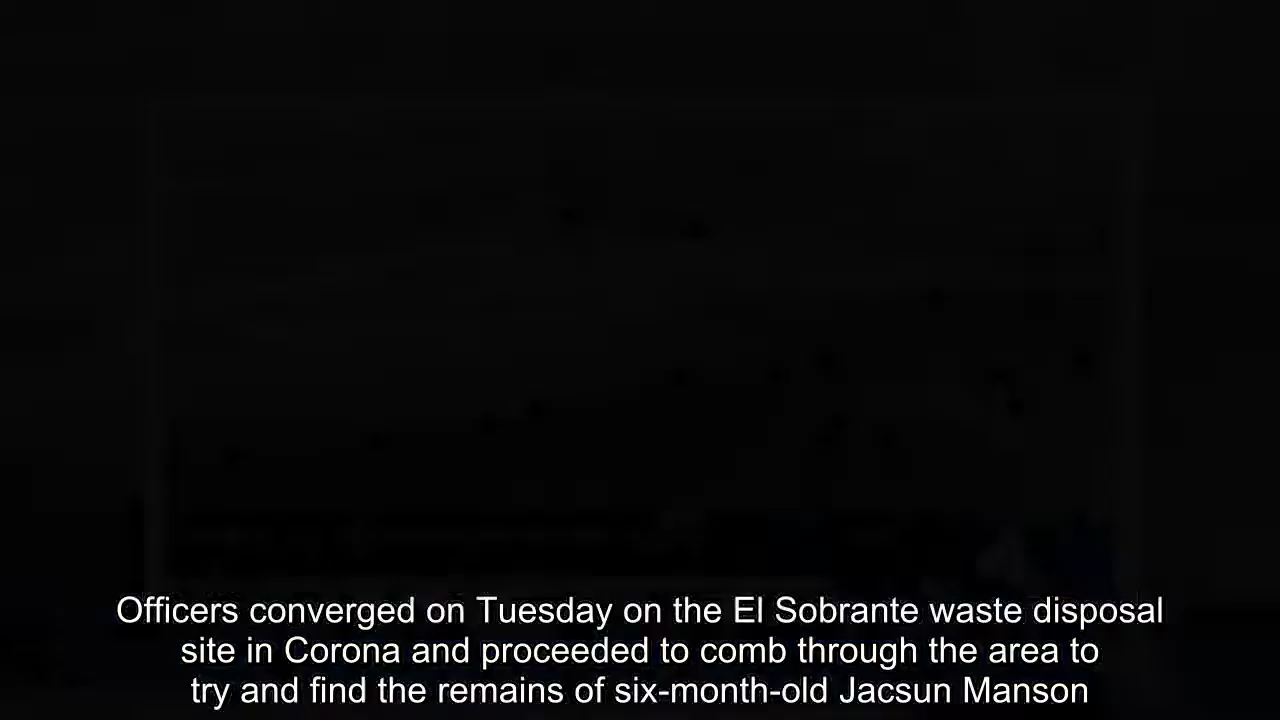 Officers converged on Tuesday on the El Sobrante waste disposal
site in Corona and proceeded to comb through the area to
try and find the remains of six-month-old Jacsun Manson